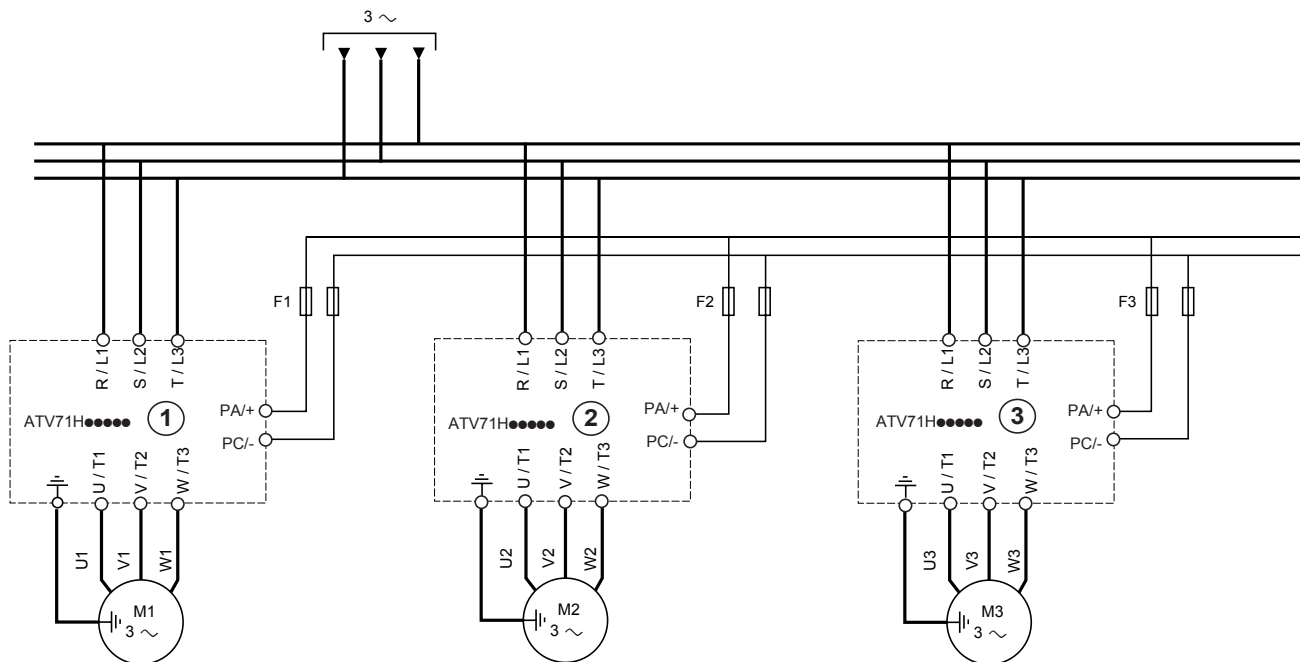 3 ～
F1
F2
F3
R / L1
S / L2
T / L3
R / L1
S / L2
T / L3
R / L1
S / L2
T / L3
ATV71H●●●●●
1
PA/+
PC/-
ATV71H●●●●●
2
PA/+
PC/-
ATV71H●●●●●
3
PA/+
PC/-
U / T1
V / T2
W / T3
U / T1
V / T2
W / T3
U / T1
V / T2
W / T3
U1
V1
W1
U2
V2
W2
U3
V3
W3
M1
3 ～
M2
3 ～
M3
3 ～